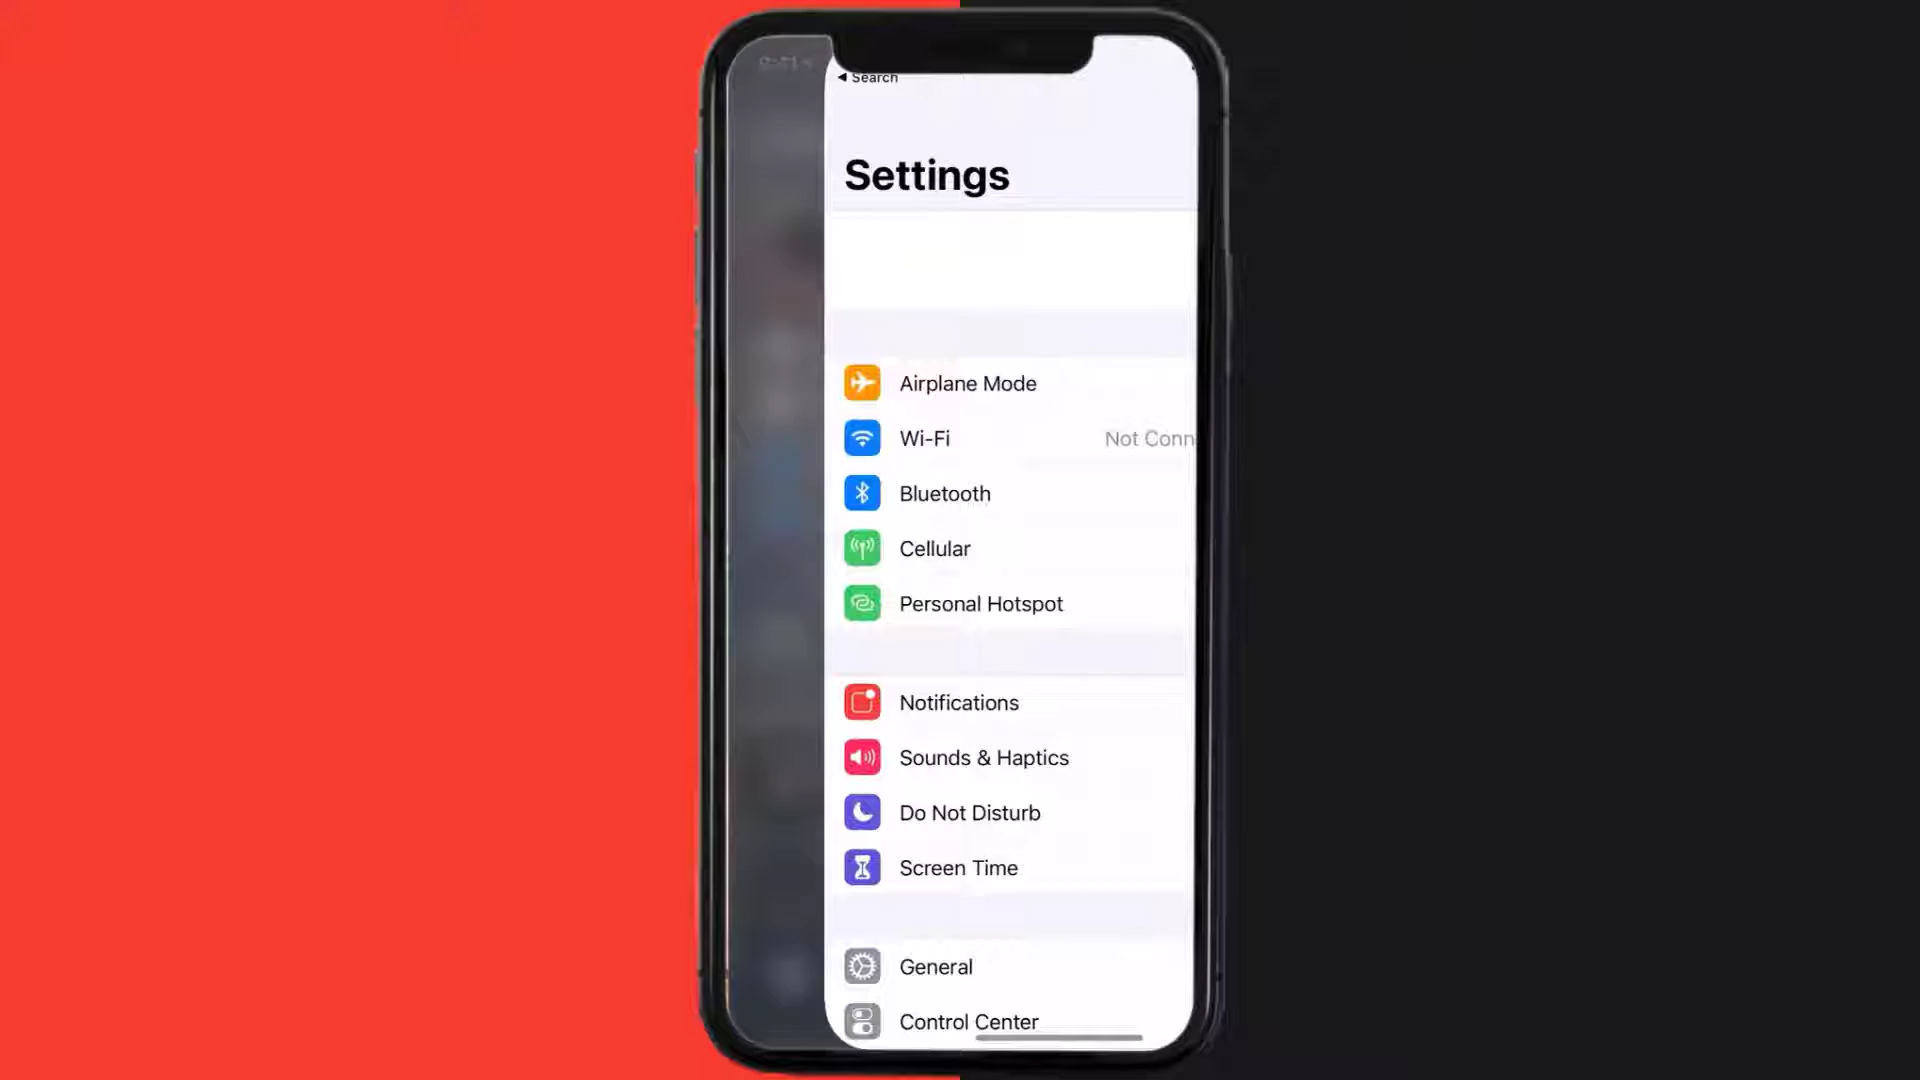 ◀ Search
Settings
Airplane Mode
Wi-Fi Not Conn
Bluetooth
Cellular
Personal Hotspot
Notifications
Sounds & Haptics
Do Not Disturb
Screen Time
General
Control Center